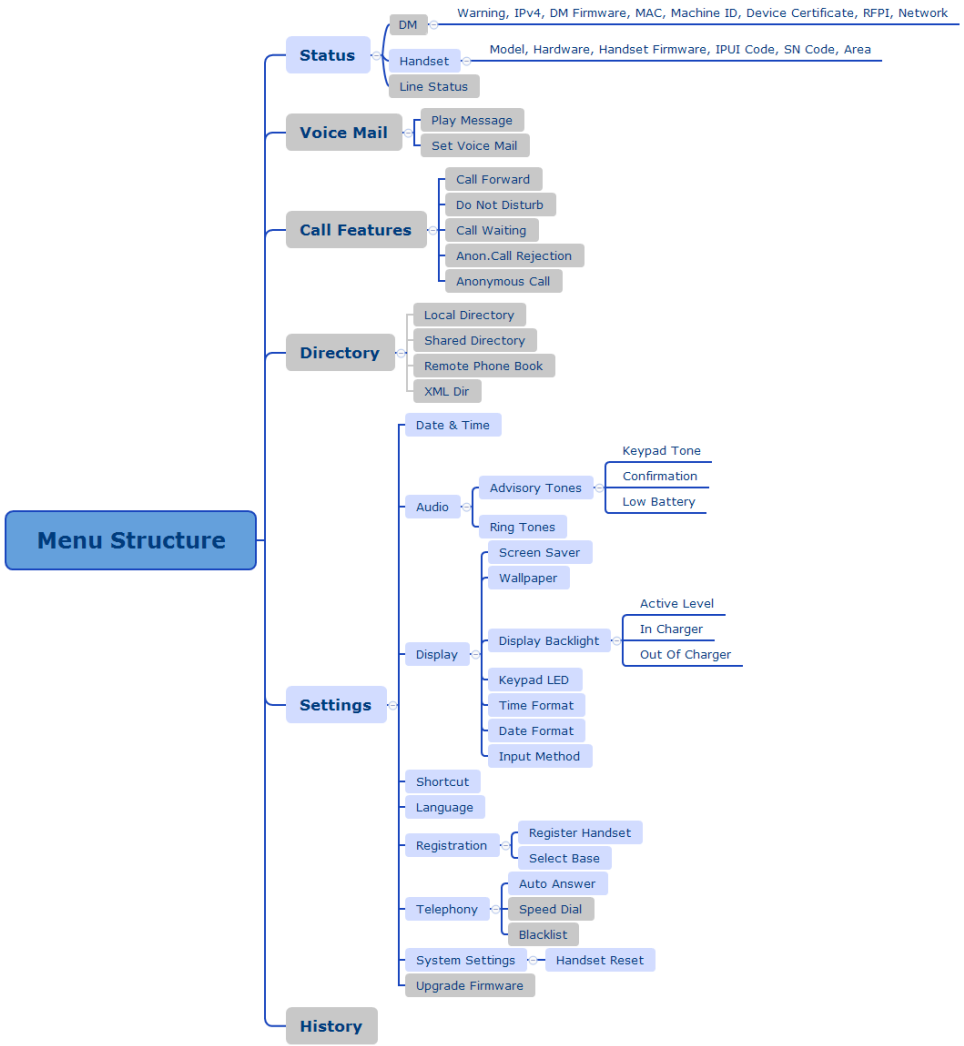 Menu Structure
Status
DM
Warning, IPv4, DM Firmware, MAC, Machine ID, Device Certificate, RFPI, Network
Handset
Model, Hardware, Handset Firmware, IPUI Code, SN Code, Area
Line Status
Voice Mail
Play Message
Set Voice Mail
Call Features
Call Forward
Do Not Disturb
Call Waiting
Anon.Call Rejection
Anonymous Call
Directory
Local Directory
Shared Directory
Remote Phone Book
XML Dir
Settings
Date & Time
Audio
Advisory Tones
Keypad Tone
Confirmation
Low Battery
Ring Tones
Display
Screen Saver
Wallpaper
Display Backlight
Active Level
In Charger
Out Of Charger
Keypad LED
Time Format
Date Format
Input Method
Shortcut
Language
Registration
Register Handset
Select Base
Telephony
Auto Answer
Speed Dial
Blacklist
System Settings
Handset Reset
Upgrade Firmware
History